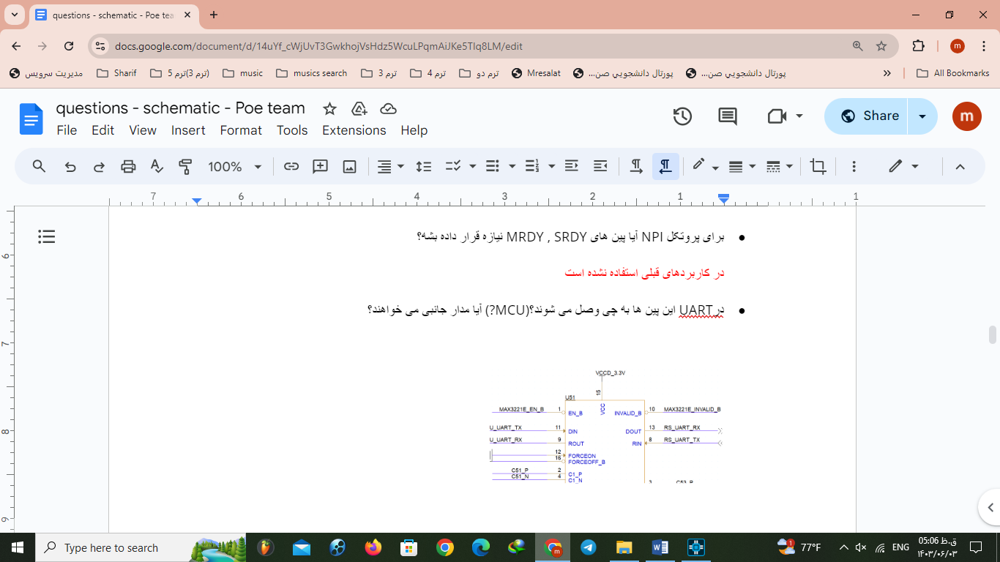 questions - schematic - Poe tea
docs.google.com/document/d/14uYf_cWjUvT3GwkhojVsHdz5WcuLPqmAiJKe5TIq8LM/edit
m
مدیریت سرویس
Sharif
ترم 3)ترم 5)
music
musics search
ترم 3
ترم 4
ترم دو
Mresalat
پورتال دانشجويي صن...
پورتال دانشجويي صن...
All Bookmarks
questions - schematic - Poe team
File Edit View Insert Format Tools Extensions Help
Share
m
100%
7 6 5 4 3 2 1 1
6
7
8
9
برای پروتکل NPI آیا پین های MRDY , SRDY نیازه قرار داده بشه؟
در کاربردهای قبلی استفاده نشده است
درUART این پین ها به چی وصل می شوند؟(MCU?) آیا مدار جانبی می خواهند؟
VCCD_3.3V
15
U51
VCC
MAX3221E_EN_B 1 EN_B INVALID_B 10 MAX3221E_INVALID_B
U_UART_TX 11 DIN DOUT 13 RS_UART_RX
U_UART_RX 9 ROUT RIN 8 RS_UART_TX
12 FORCEON
16 FORCEOFF_B
C51_P 2 C1_P
C51_N 4 C1_N
3 C53_P
Type here to search
m
1
77°F
ENG
05:06 ق.ظ
۱۴۰۳/۰۶/۰۳